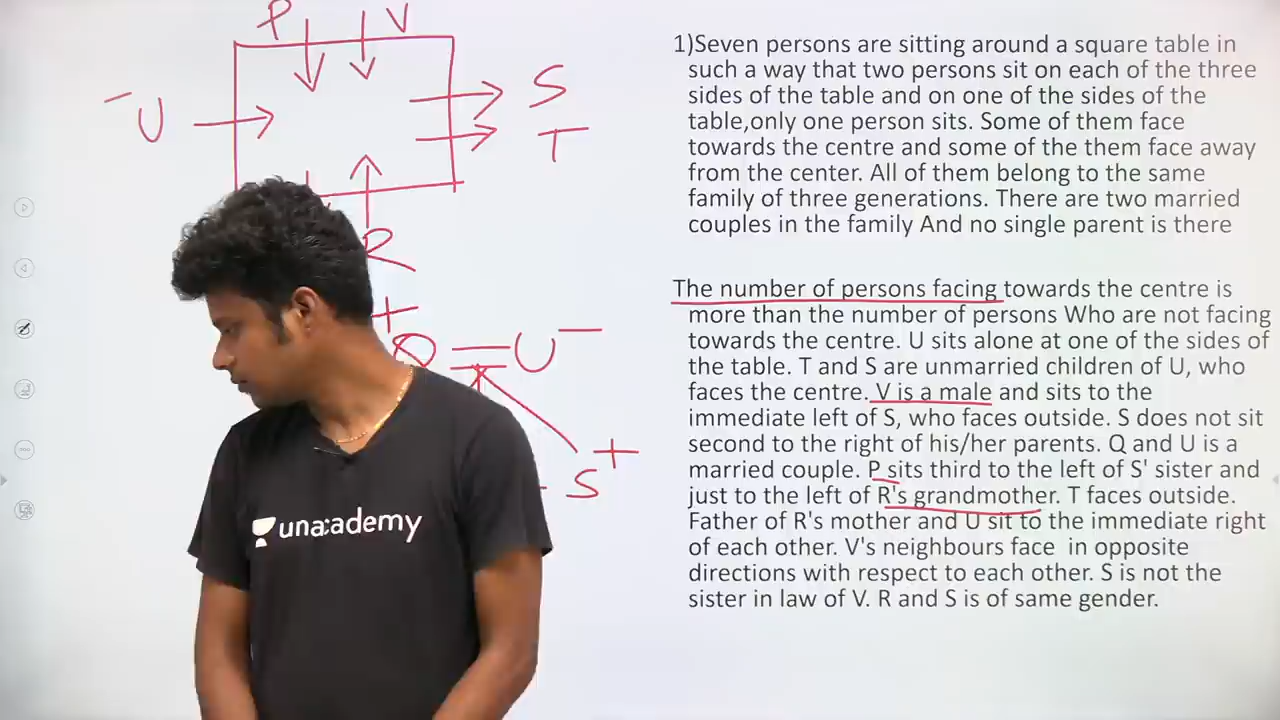 P V
1)Seven persons are sitting around a square table in
such a way that two persons sit on each of the three
sides of the table and on one of the sides of the
table,only one person sits. Some of them face
towards the centre and some of the them face away
from the center. All of them belong to the same
family of three generations. There are two married
couples in the family And no single parent is there
S
- U
T
R
The number of persons facing towards the centre is
more than the number of persons Who are not facing
towards the centre. U sits alone at one of the sides of
the table. T and S are unmarried children of U, who
faces the centre. V is a male and sits to the
immediate left of S, who faces outside. S does not sit
second to the right of his/her parents. Q and U is a
married couple. P sits third to the left of S' sister and
just to the left of R's grandmother. T faces outside.
Father of R's mother and U sit to the immediate right
of each other. V's neighbours face in opposite
directions with respect to each other. S is not the
sister in law of V. R and S is of same gender.
+
Q = U -
S +
unacademy